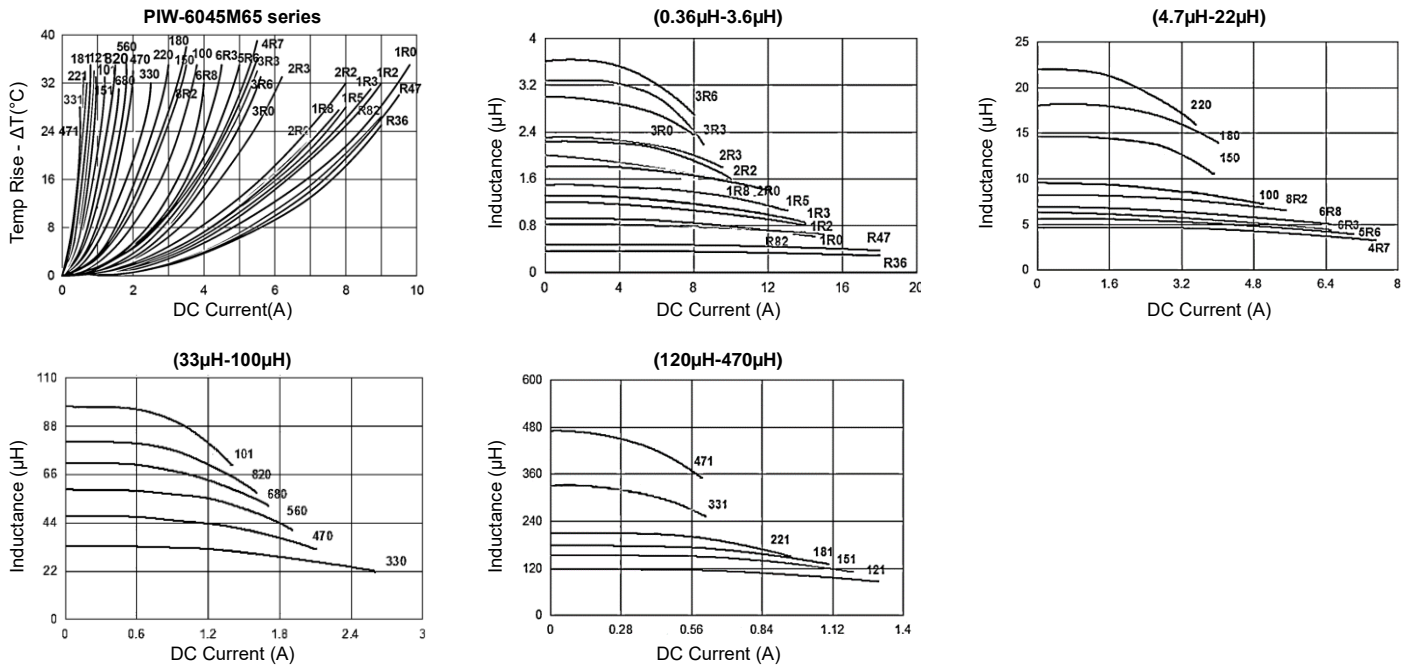 PIW-6045M65 series
Temp Rise - ΔT(°C)
40
32
24
16
8
0
0 2 4 6 8 10
DC Current(A)
181 121 820 560 470 180 220 150 100 6R3 5R6 4R7 3R3 2R3 2R2 1R3 1R2 1R0
221 101 330 6R8 R47
331 151 680 8R2 3R6 1R5 R82
471 3R0 R36
(0.36µH-3.6µH)
Inductance (µH)
4
3.2
2.4
1.6
0.8
0
0 4 8 12 16 20
DC Current (A)
3R6
3R0 3R3
2R3
2R2
1R8 2R0
1R5
1R3
1R2
R82 1R0 R47
R36
(4.7µH-22µH)
Inductance (µH)
25
20
15
10
5
0
0 1.6 3.2 4.8 6.4 8
DC Current (A)
220
180
150
100
8R2
6R8
6R3 5R6
4R7
(33µH-100µH)
Inductance (µH)
110
88
66
44
22
0
0 0.6 1.2 1.8 2.4 3
DC Current (A)
101
820
680
560
470
330
(120µH-470µH)
Inductance (µH)
600
480
360
240
120
0
0 0.28 0.56 0.84 1.12 1.4
DC Current (A)
471
331
221
181 151
121